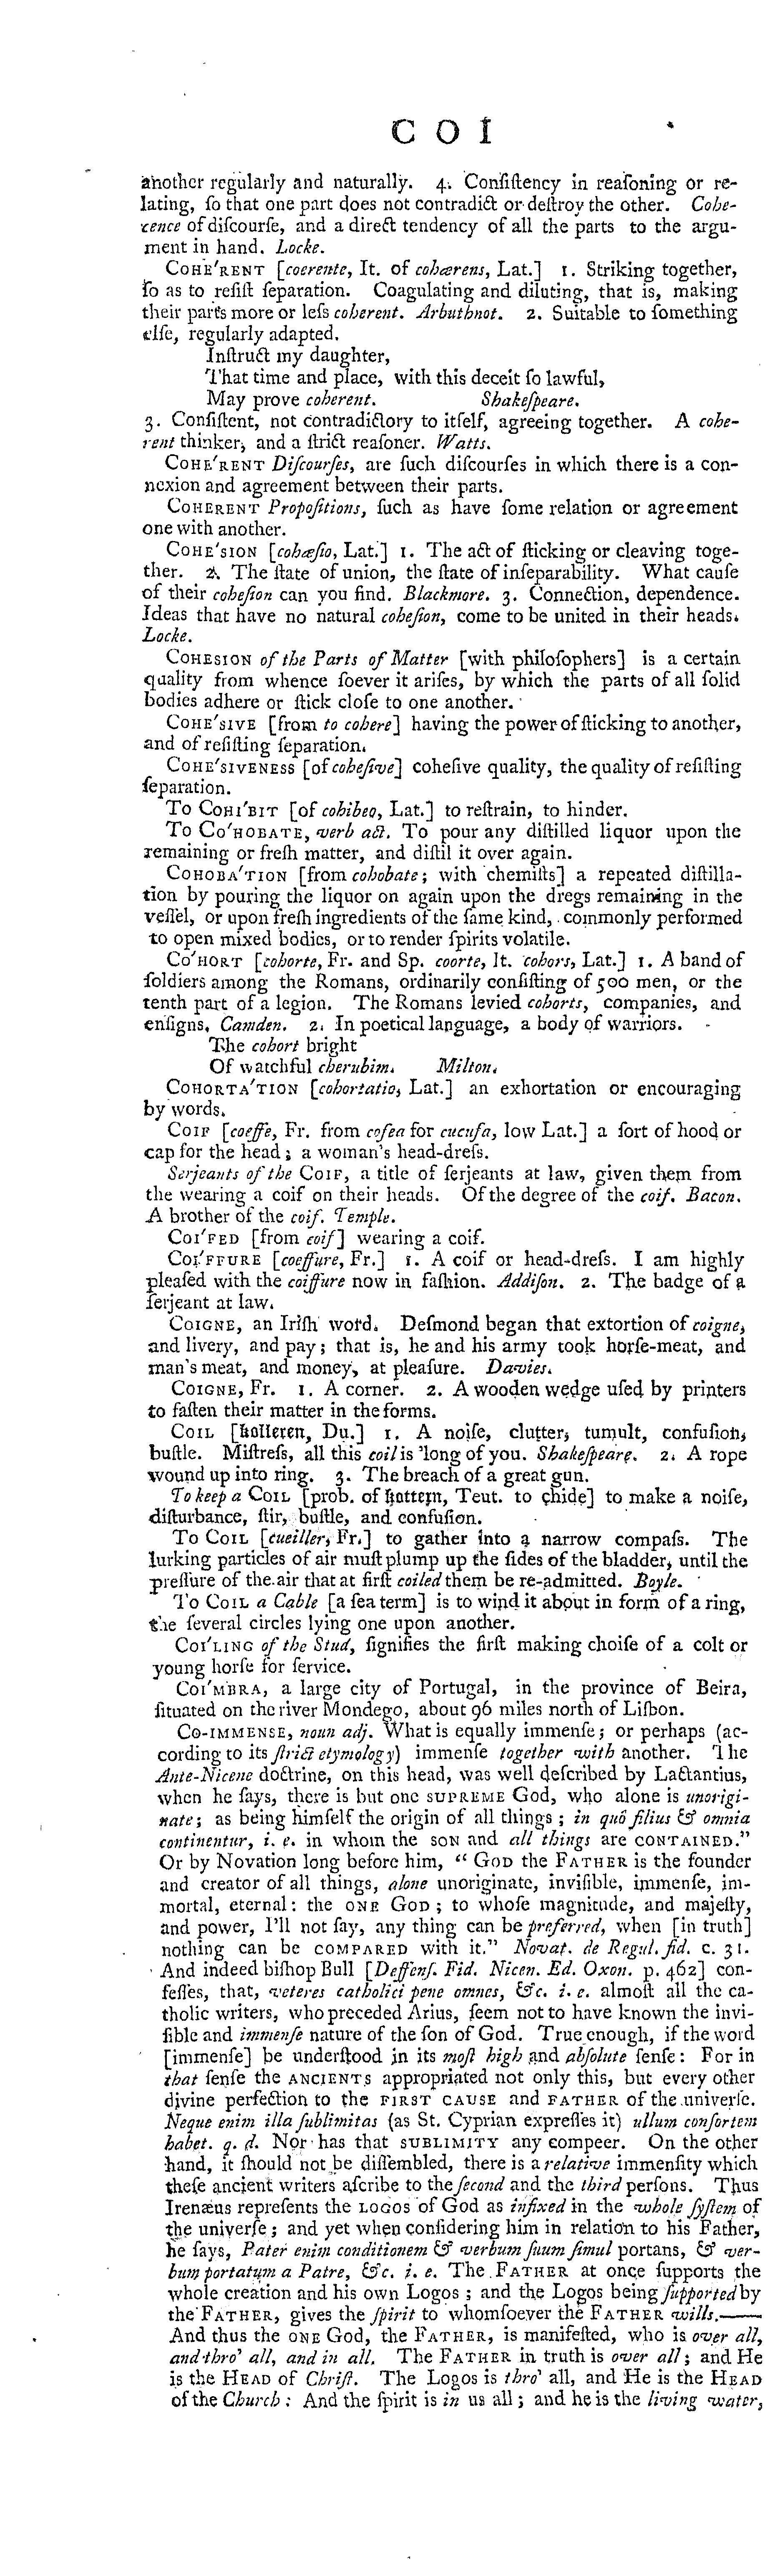 C O I
another regularly and naturally. 4. Conſiſtency in reaſoning or re-
lating, ſo that one part does not contradict or deſtroy the other. Cohe-
rence of diſcourſe, and a direct tendency of all the parts to the argu-
ment in hand. Locke.
COHE'RENT [coerente, It. of cohærens, Lat.] 1. Striking together,
ſo as to reſiſt ſeparation. Coagulating and diluting, that is, making
their parts more or leſs coherent. Arbuthnot. 2. Suitable to ſomething
elſe, regularly adapted.
Inſtruct my daughter,
That time and place, with this deceit ſo lawful,
May prove coherent. Shakeſpeare.
3. Conſiſtent, not contradictory to itſelf, agreeing together. A cohe-
rent thinker, and a ſtrict reaſoner. Watts.
COHE'RENT Diſcourſes, are ſuch diſcourſes in which there is a con-
nexion and agreement between their parts.
COHERENT Propoſitions, ſuch as have ſome relation or agreement
one with another.
COHE'SION [cohæſio, Lat.] 1. The act of ſticking or cleaving toge-
ther. 2. The ſtate of union, the ſtate of inſeparability. What cauſe
of their coheſion can you find. Blackmore. 3. Connection, dependence.
Ideas that have no natural coheſion, come to be united in their heads.
Locke.
COHESION of the Parts of Matter [with philoſophers] is a certain
quality from whence ſoever it ariſes, by which the parts of all ſolid
bodies adhere or ſtick cloſe to one another.
COHE'SIVE [from to cohere] having the power of ſticking to another,
and of reſiſting ſeparation.
COHE'SIVENESS [of coheſive] coheſive quality, the quality of reſiſting
ſeparation.
To COHI'BIT [of cohibeo, Lat.] to reſtrain, to hinder.
To CO'HOBATE, verb act. To pour any diſtilled liquor upon the
remaining or freſh matter, and diſtil it over again.
COHOBA'TION [from cohobate; with chemiſts] a repeated diſtilla-
tion by pouring the liquor on again upon the dregs remaining in the
veſſel, or upon freſh ingredients of the ſame kind, commonly performed
to open mixed bodies, or to render ſpirits volatile.
CO'HORT [cohorte, Fr. and Sp. coorte, It. cohors, Lat.] 1. A band of
ſoldiers among the Romans, ordinarily conſiſting of 500 men, or the
tenth part of a legion. The Romans levied cohorts, companies, and
enſigns. Camden. 2. In poetical language, a body of warriors.
The cohort bright
Of watchful cherubim. Milton.
COHORTA'TION [cohortatio, Lat.] an exhortation or encouraging
by words.
COIF [coeffe, Fr. from cofea for cucufa, low Lat.] a ſort of hood or
cap for the head; a woman's head-dreſs.
Serjeants of the COIF, a title of ſerjeants at law, given them from
the wearing a coif on their heads. Of the degree of the coif. Bacon.
A brother of the coif. Temple.
COI'FED [from coif] wearing a coif.
COI'FFURE [coeffure, Fr.] 1. A coif or head-dreſs. I am highly
pleaſed with the coiffure now in faſhion. Addiſon. 2. The badge of a
ſerjeant at law.
COIGNE, an Iriſh word. Deſmond began that extortion of coigne,
and livery, and pay; that is, he and his army took horſe-meat, and
man's meat, and money, at pleaſure. Davies.
COIGNE, Fr. 1. A corner. 2. A wooden wedge uſed by printers
to faſten their matter in the forms.
COIL [kolleren, Du.] 1. A noiſe, clutter, tumult, confuſion,
buſtle. Miſtreſs, all this coil is 'long of you. Shakeſpeare. 2. A rope
wound up into ring. 3. The breach of a great gun.
To keep a COIL [prob. of Teut. to chide] to make a noiſe,
diſturbance, ſtir, buſtle, and confuſion.
To COIL [cueiller, Fr.] to gather into a narrow compaſs. The
lurking particles of air muſt plump up the ſides of the bladder, until the
preſſure of the air that at firſt coiled them be re-admitted. Boyle.
To COIL a Cable [a ſea term] is to wind it about in form of a ring,
the ſeveral circles lying one upon another.
COI'LING of the Stud, ſignifies the firſt making choiſe of a colt or
young horſe for ſervice.
COI'MBRA, a large city of Portugal, in the province of Beira,
ſituated on the river Mondego, about 96 miles north of Liſbon.
CO-IMMENSE, noun adj. What is equally immenſe; or perhaps (ac-
cording to its ſtrict etymology) immenſe together with another. The
Ante-Nicene doctrine, on this head, was well deſcribed by Lactantius,
when he ſays, there is but one SUPREME God, who alone is unorigi-
nate; as being himſelf the origin of all things; in quô filius & omnia
continentur, i. e. in whom the SON and all things are CONTAINED."
Or by Novation long before him, "GOD the FATHER is the founder
and creator of all things, alone unoriginate, inviſible, immenſe, im-
mortal, eternal: the ONE GOD; to whoſe magnitude, and majeſty,
and power, I'll not ſay, any thing can be preferred, when [in truth]
nothing can be COMPARED with it." Novat. de Regul. fid. c. 31.
And indeed biſhop Bull [Deffenſ. Fid. Nicen. Ed. Oxon. p. 462] con-
feſſes, that, veteres catholici pene omnes, &c. i. e. almoſt all the ca-
tholic writers, who preceded Arius, ſeem not to have known the invi-
ſible and immenſe nature of the ſon of God. True enough, if the word
[immenſe] be underſtood in its moſt high and abſolute ſenſe: For in
that ſenſe the ANCIENTS appropriated not only this, but every other
divine perfection to the FIRST CAUSE and FATHER of the univerſe.
Neque enim illa ſublimitas (as St. Cyprian expreſſes it) ullum conſortem
habet. q. d. Nor has that SUBLIMITY any compeer. On the other
hand, it ſhould not be diſſembled, there is a relative immenſity which
theſe ancient writers aſcribe to the ſecond and the third perſons. Thus
Irenæus repreſents the LOGOS of God as infixed in the whole ſyſtem of
the univerſe; and yet when conſidering him in relation to his Father,
he ſays, Pater enim conditionem & verbum ſuum ſimul portans, & ver-
bum portatum a Patre, &c. i. e. The FATHER at once ſupports the
whole creation and his own Logos; and the Logos being ſupported by
the FATHER, gives the ſpirit to whomſoever the FATHER wills.——
And thus the ONE God, the FATHER, is manifeſted, who is over all,
and thro' all, and in all. The FATHER in truth is over all; and He
is the HEAD of Chriſt. The Logos is thro' all, and He is the HEAD
of the Church: And the ſpirit is in us all; and he is the living water,